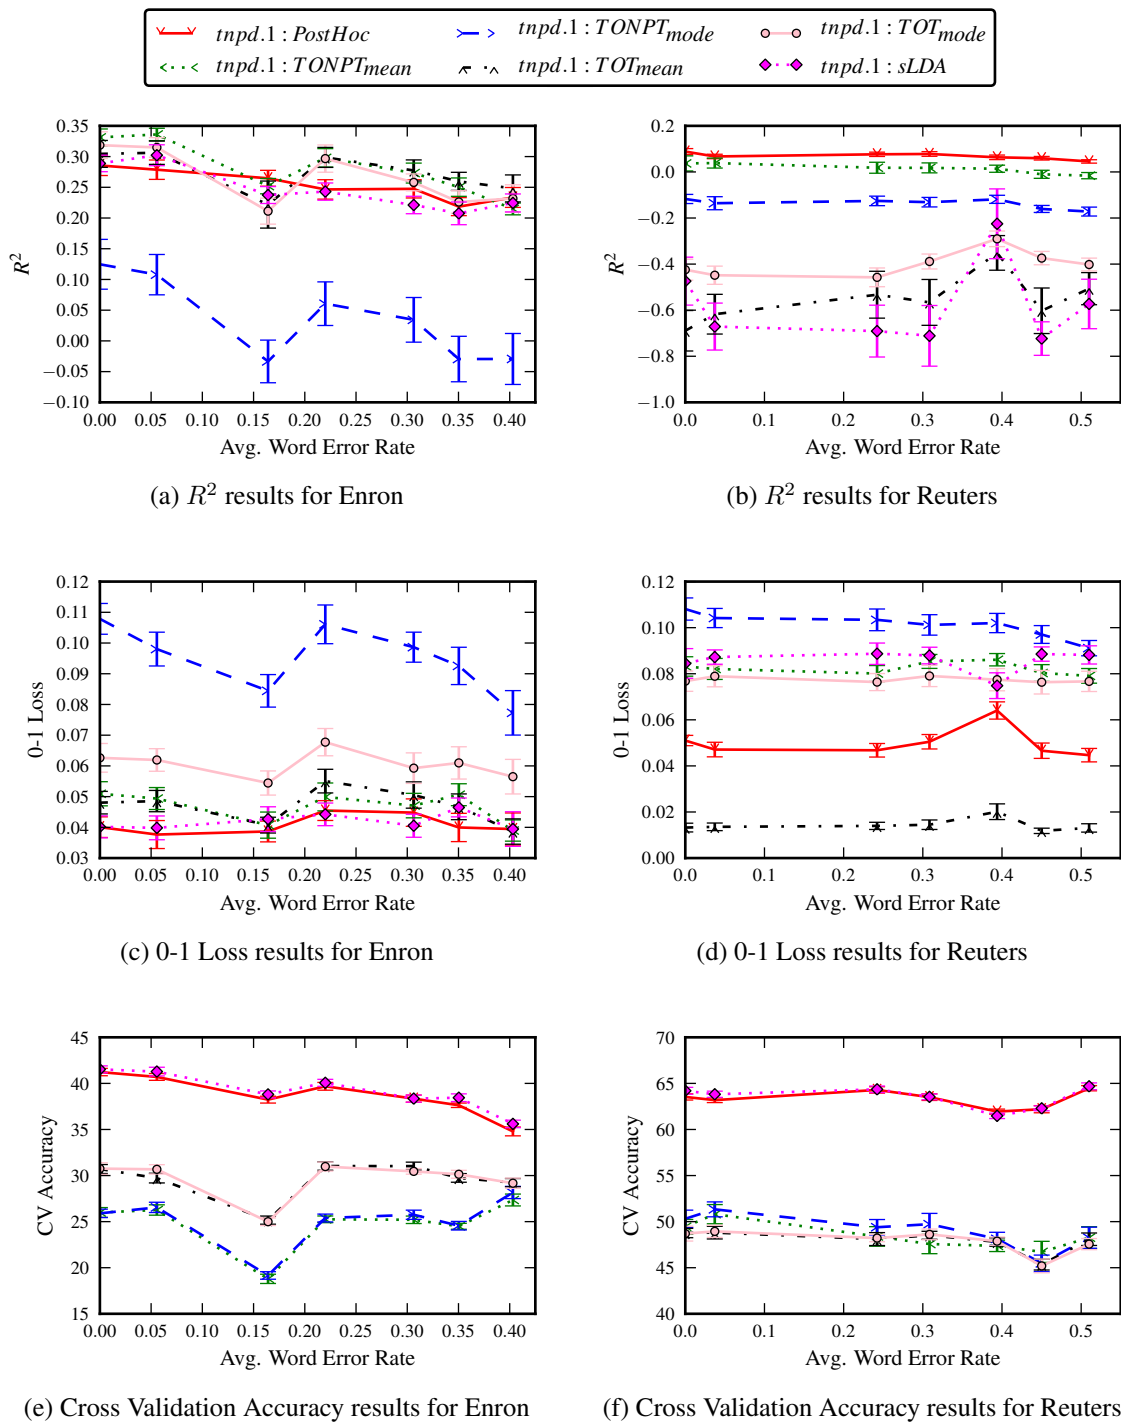 tnpd.1 : PostHoc
tnpd.1 : TONPT_mean
tnpd.1 : TONPT_mode
tnpd.1 : TOT_mean
tnpd.1 : TOT_mode
tnpd.1 : sLDA
0.35
0.30
0.25
0.20
0.15
0.10
0.05
0.00
−0.05
−0.10
R²
0.00 0.05 0.10 0.15 0.20 0.25 0.30 0.35 0.40
Avg. Word Error Rate
(a) R² results for Enron
0.2
0.0
−0.2
−0.4
−0.6
−0.8
−1.0
R²
0.0 0.1 0.2 0.3 0.4 0.5
Avg. Word Error Rate
(b) R² results for Reuters
0.12
0.11
0.10
0.09
0.08
0.07
0.06
0.05
0.04
0.03
0-1 Loss
0.00 0.05 0.10 0.15 0.20 0.25 0.30 0.35 0.40
Avg. Word Error Rate
(c) 0-1 Loss results for Enron
0.12
0.10
0.08
0.06
0.04
0.02
0.00
0-1 Loss
0.0 0.1 0.2 0.3 0.4 0.5
Avg. Word Error Rate
(d) 0-1 Loss results for Reuters
45
40
35
30
25
20
15
CV Accuracy
0.00 0.05 0.10 0.15 0.20 0.25 0.30 0.35 0.40
Avg. Word Error Rate
(e) Cross Validation Accuracy results for Enron
70
65
60
55
50
45
40
CV Accuracy
0.0 0.1 0.2 0.3 0.4 0.5
Avg. Word Error Rate
(f) Cross Validation Accuracy results for Reuters